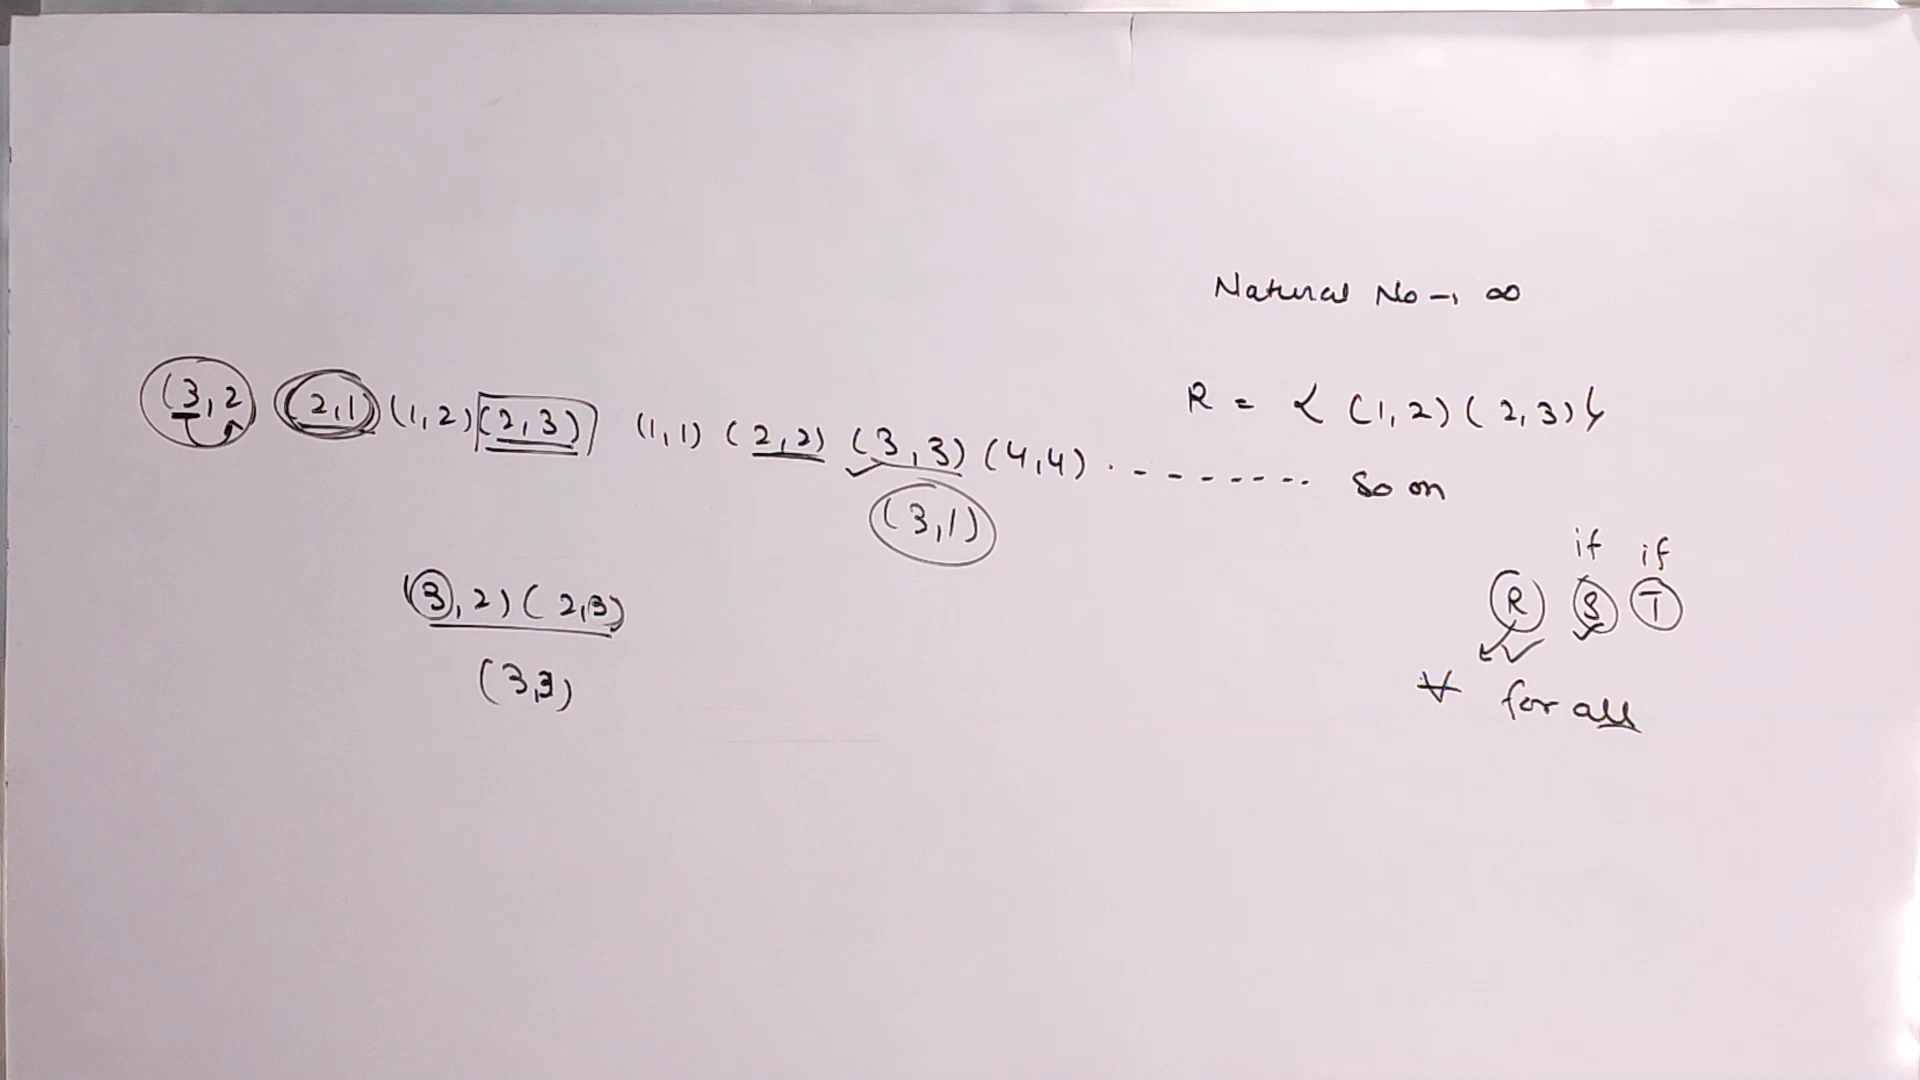 Natural No → ∞
R = { (1,2) (2,3) }
(3,2 (2,1) (1,2) (2,3) (1,1) (2,2) (3,3) (4,4) . - - - - - - - .. So on
(3,1)
if if
R S T
(3,2) (2,3)
(3,3)
∀ for all